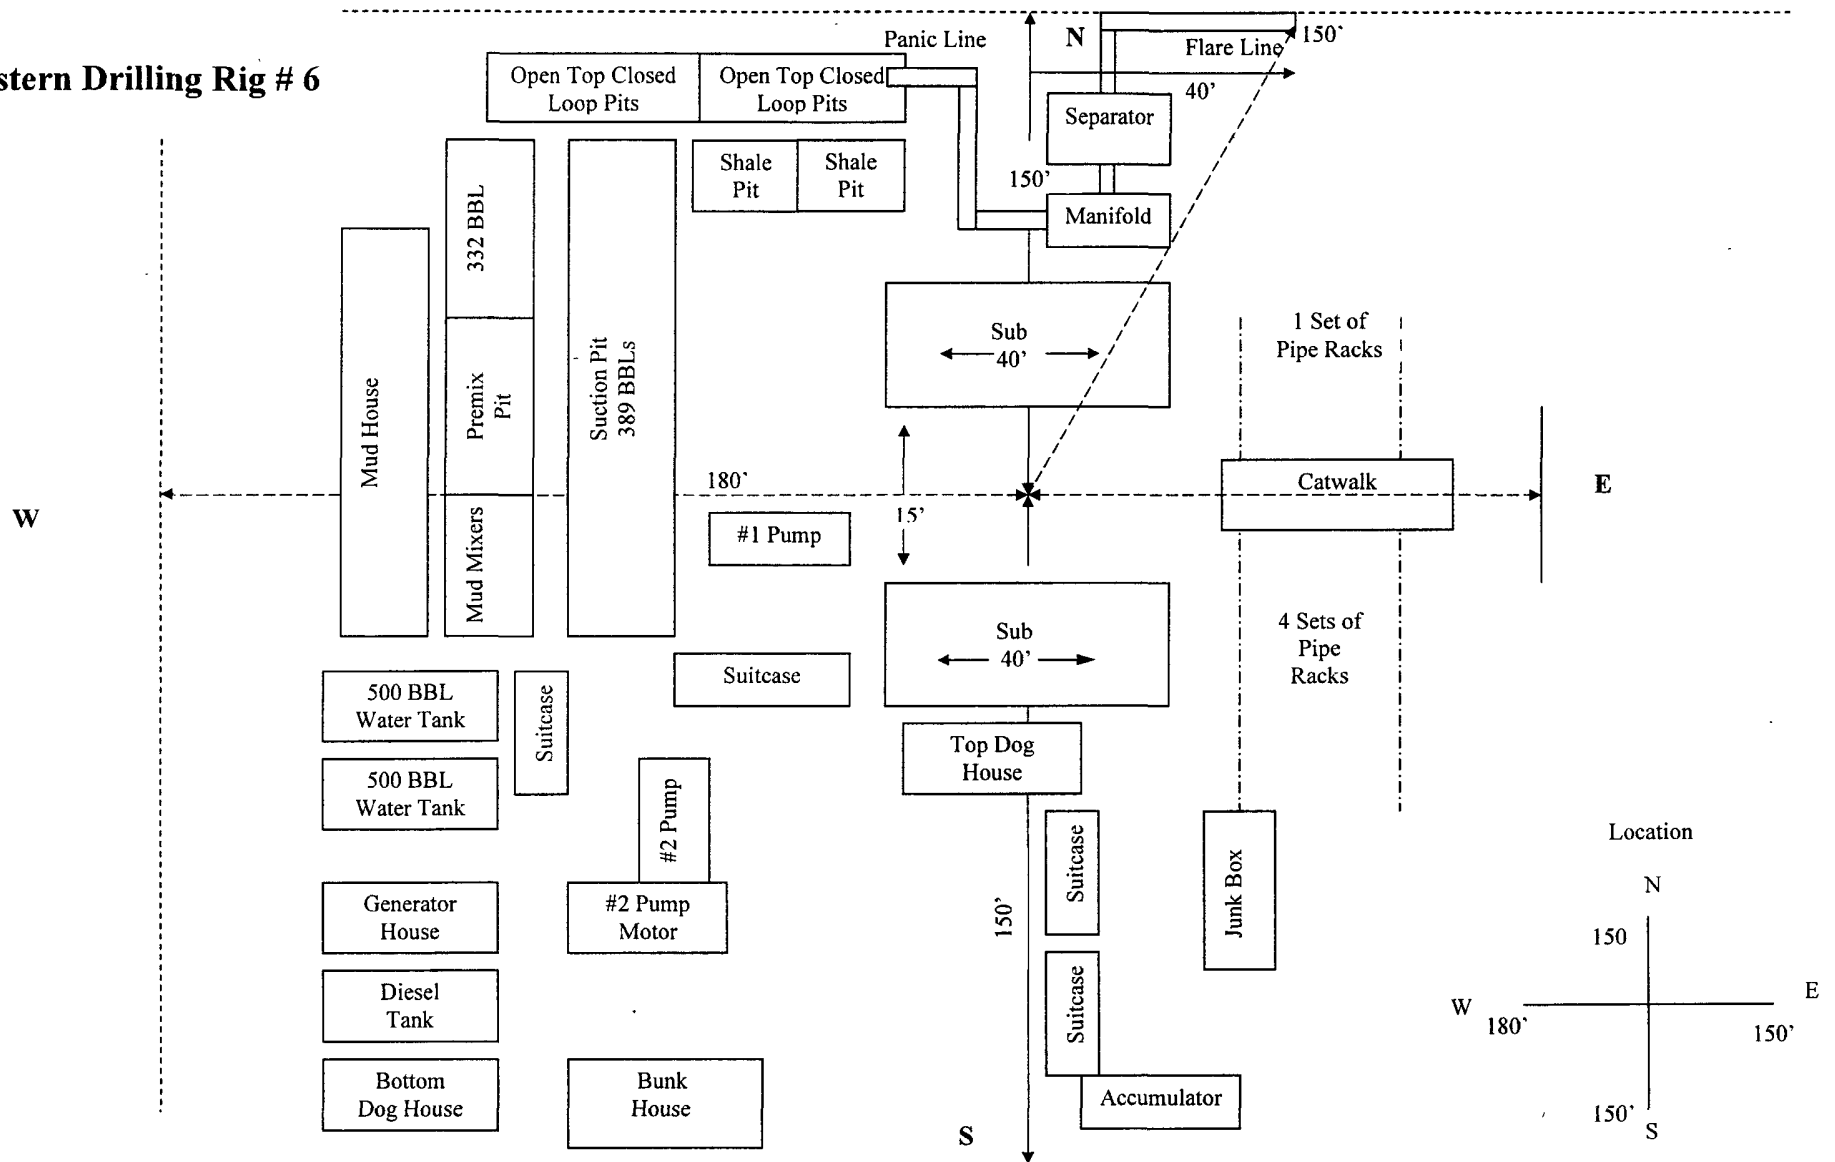 stern Drilling Rig # 6
Panic Line
N
Flare Line
150'
40'
Open Top Closed
Loop Pits
Open Top Closed
Loop Pits
Separator
150'
Shale
Pit
Shale
Pit
Manifold
332 BBL
Premix
Pit
Mud Mixers
Mud House
Suction Pit
389 BBLs
Sub
40'
1 Set of
Pipe Racks
180'
Catwalk
E
W
15'
#1 Pump
Sub
40'
4 Sets of
Pipe
Racks
Suitcase
500 BBL
Water Tank
Suitcase
Top Dog
House
500 BBL
Water Tank
#2 Pump
Suitcase
Junk Box
Generator
House
#2 Pump
Motor
150'
Diesel
Tank
Suitcase
Bottom
Dog House
Bunk
House
Accumulator
S
Location
N
150
W
180'
E
150'
150'
S